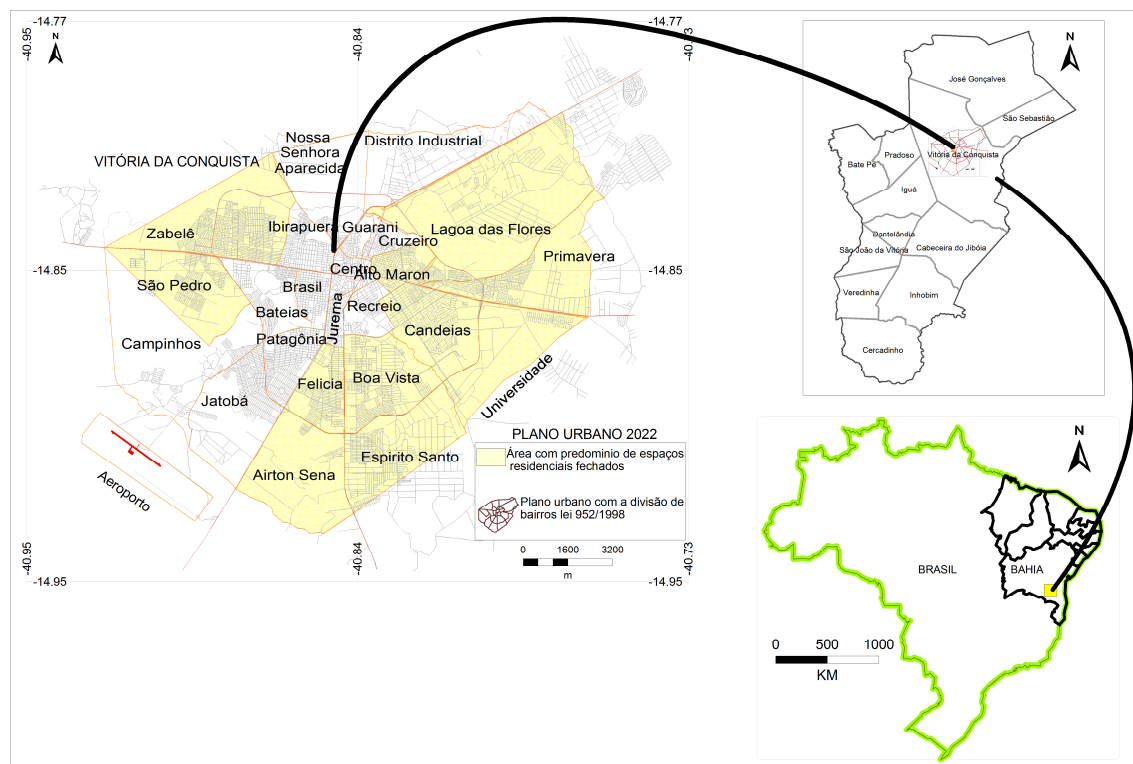 -14.77
-40.95
-40.84
-40.73
N
Nossa
Senhora
Aparecida
Distrito Industrial
VITÓRIA DA CONQUISTA
Zabelê
Ibirapuera
Guarani
Cruzeiro
Lagoa das Flores
Primavera
-14.85
-14.85
Centro
Alto Maron
São Pedro
Brasil
Jurema
Recreio
Bateias
Candeias
Campinhos
Patagônia
Boa Vista
Felicia
Jatobá
Universidade
Espirito Santo
Airton Sena
Aeroporto
PLANO URBANO 2022
Área com predominio de espaços
residenciais fechados
Plano urbano com a divisão de
bairros lei 952/1998
0 1600 3200
m
-40.95
-40.84
-40.73
-14.95
-14.95
N
José Gonçalves
São Sebastião
Vitória da Conquista
Pradoso
Bate Pé
Iguá
Dantelândia
São João da Vitória
Cabeceira do Jibóia
Veredinha
Inhobim
Cercadinho
N
BRASIL
BAHIA
0 500 1000
KM